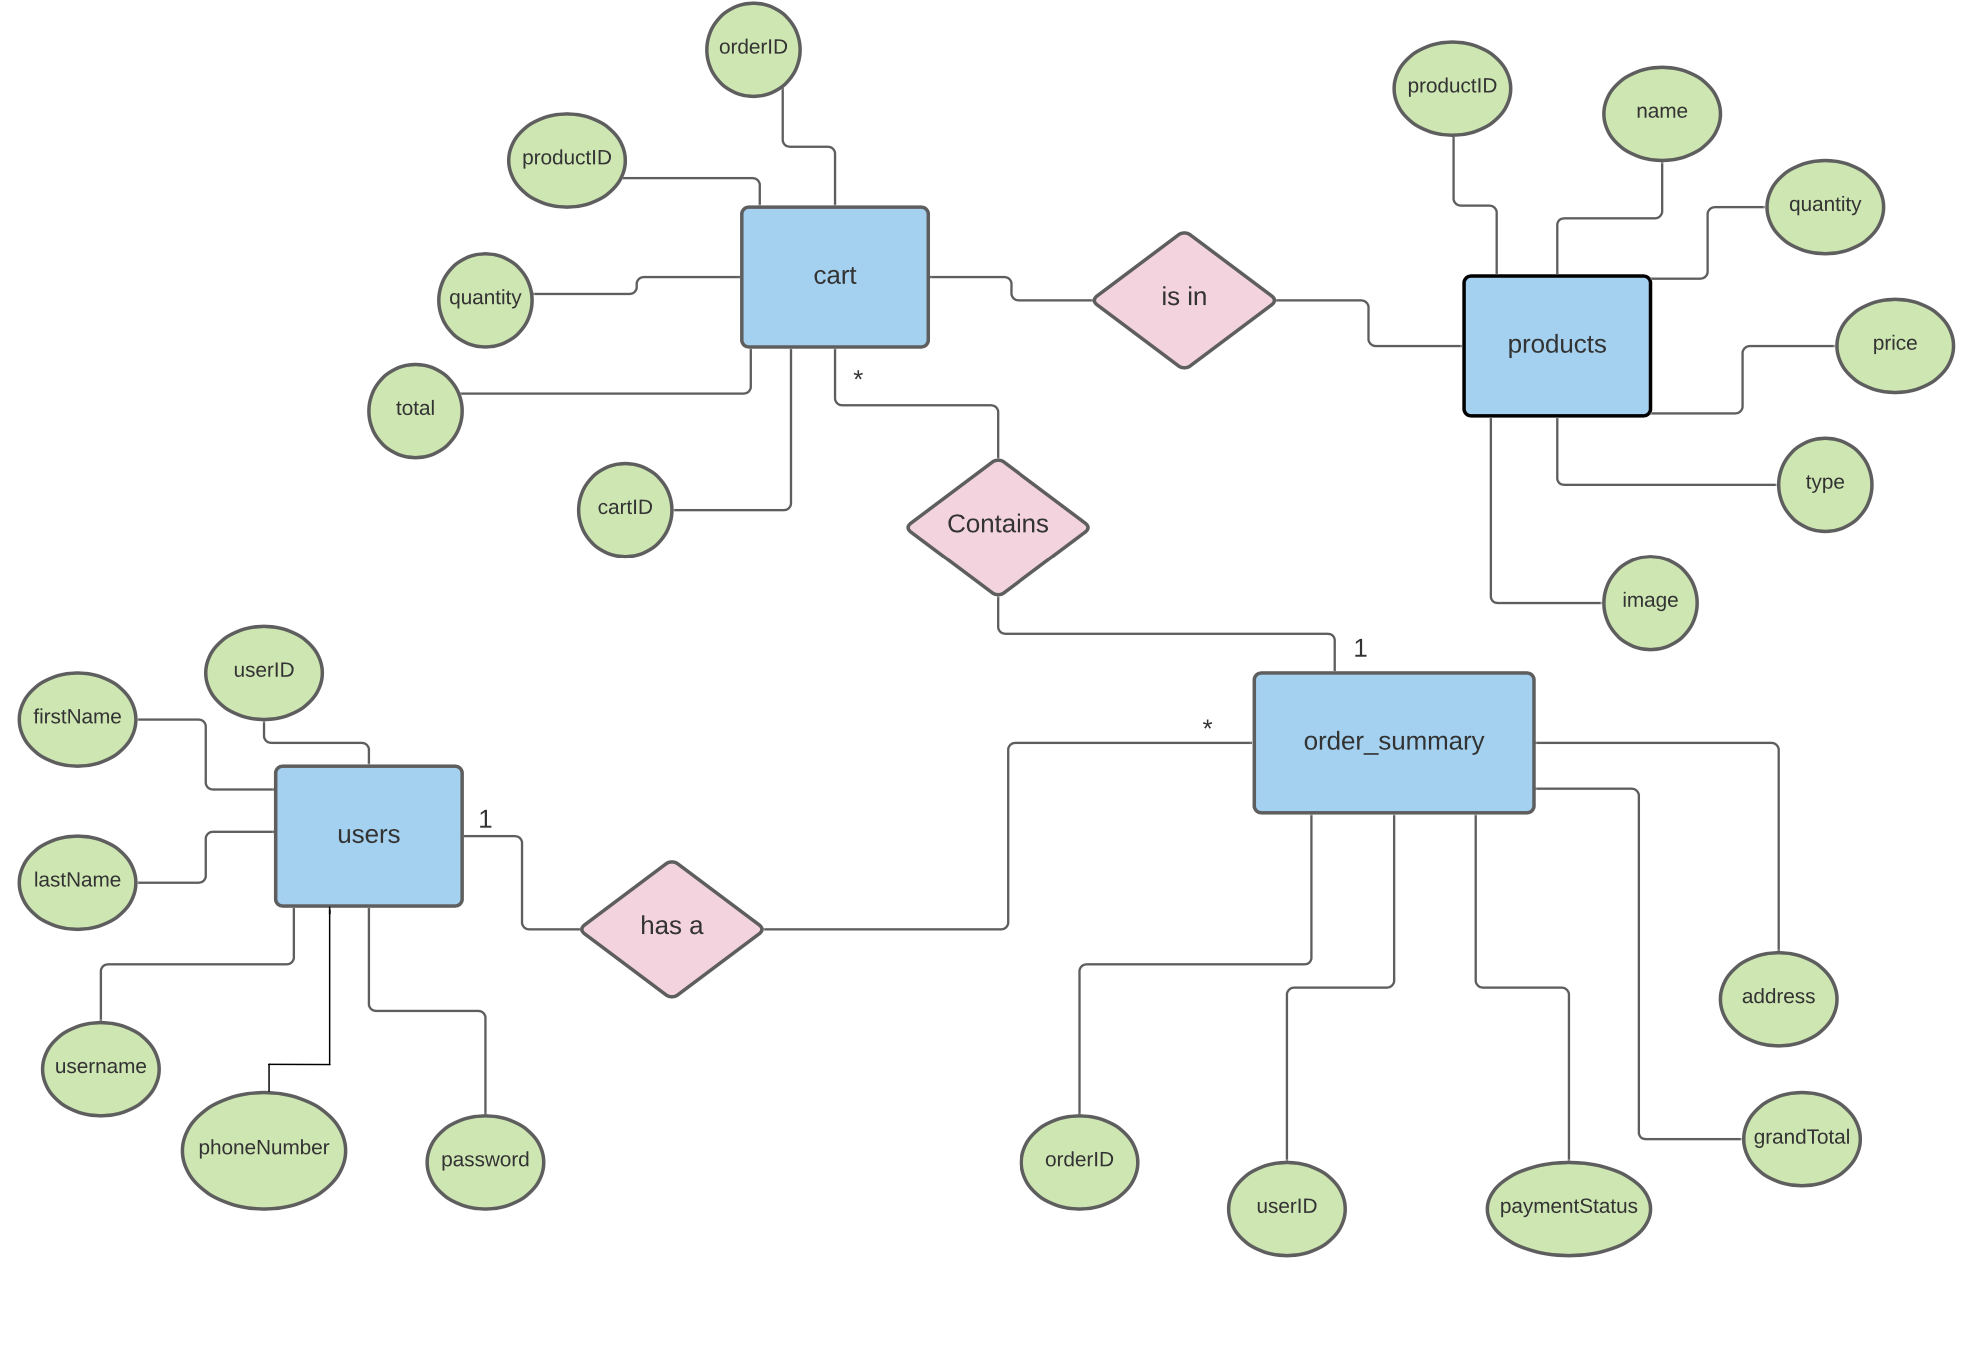 orderID
productID
name
productID
quantity
cart
is in
quantity
products
price
*
total
type
cartID
Contains
image
1
userID
firstName
*
order_summary
1
users
lastName
has a
address
username
grandTotal
phoneNumber
password
orderID
userID
paymentStatus